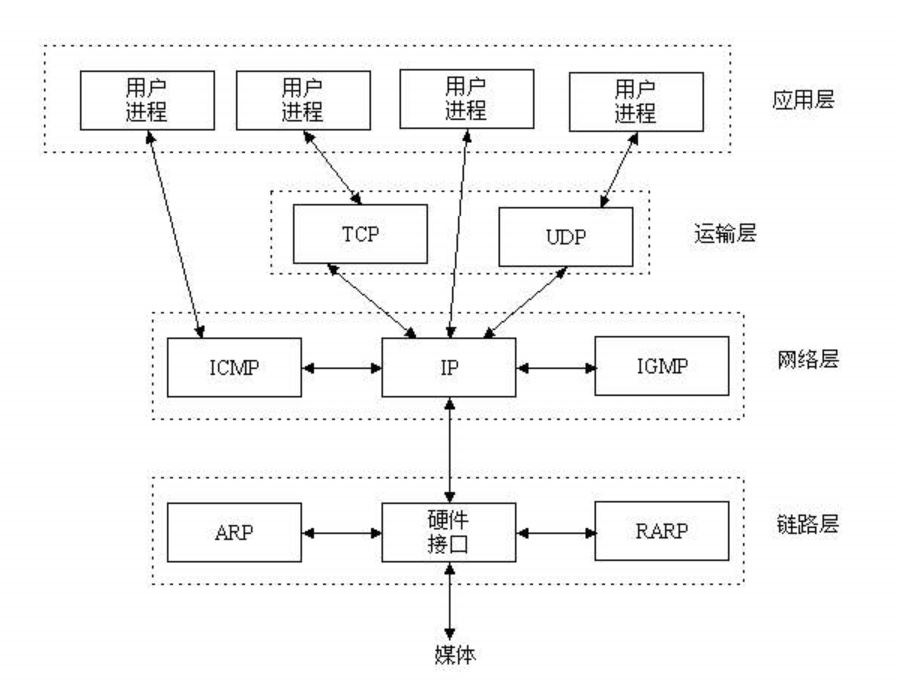 用户
进程
用户
进程
用户
进程
用户
进程
应用层
TCP
UDP
运输层
ICMP
IP
IGMP
网络层
ARP
硬件
接口
RARP
链路层
媒体